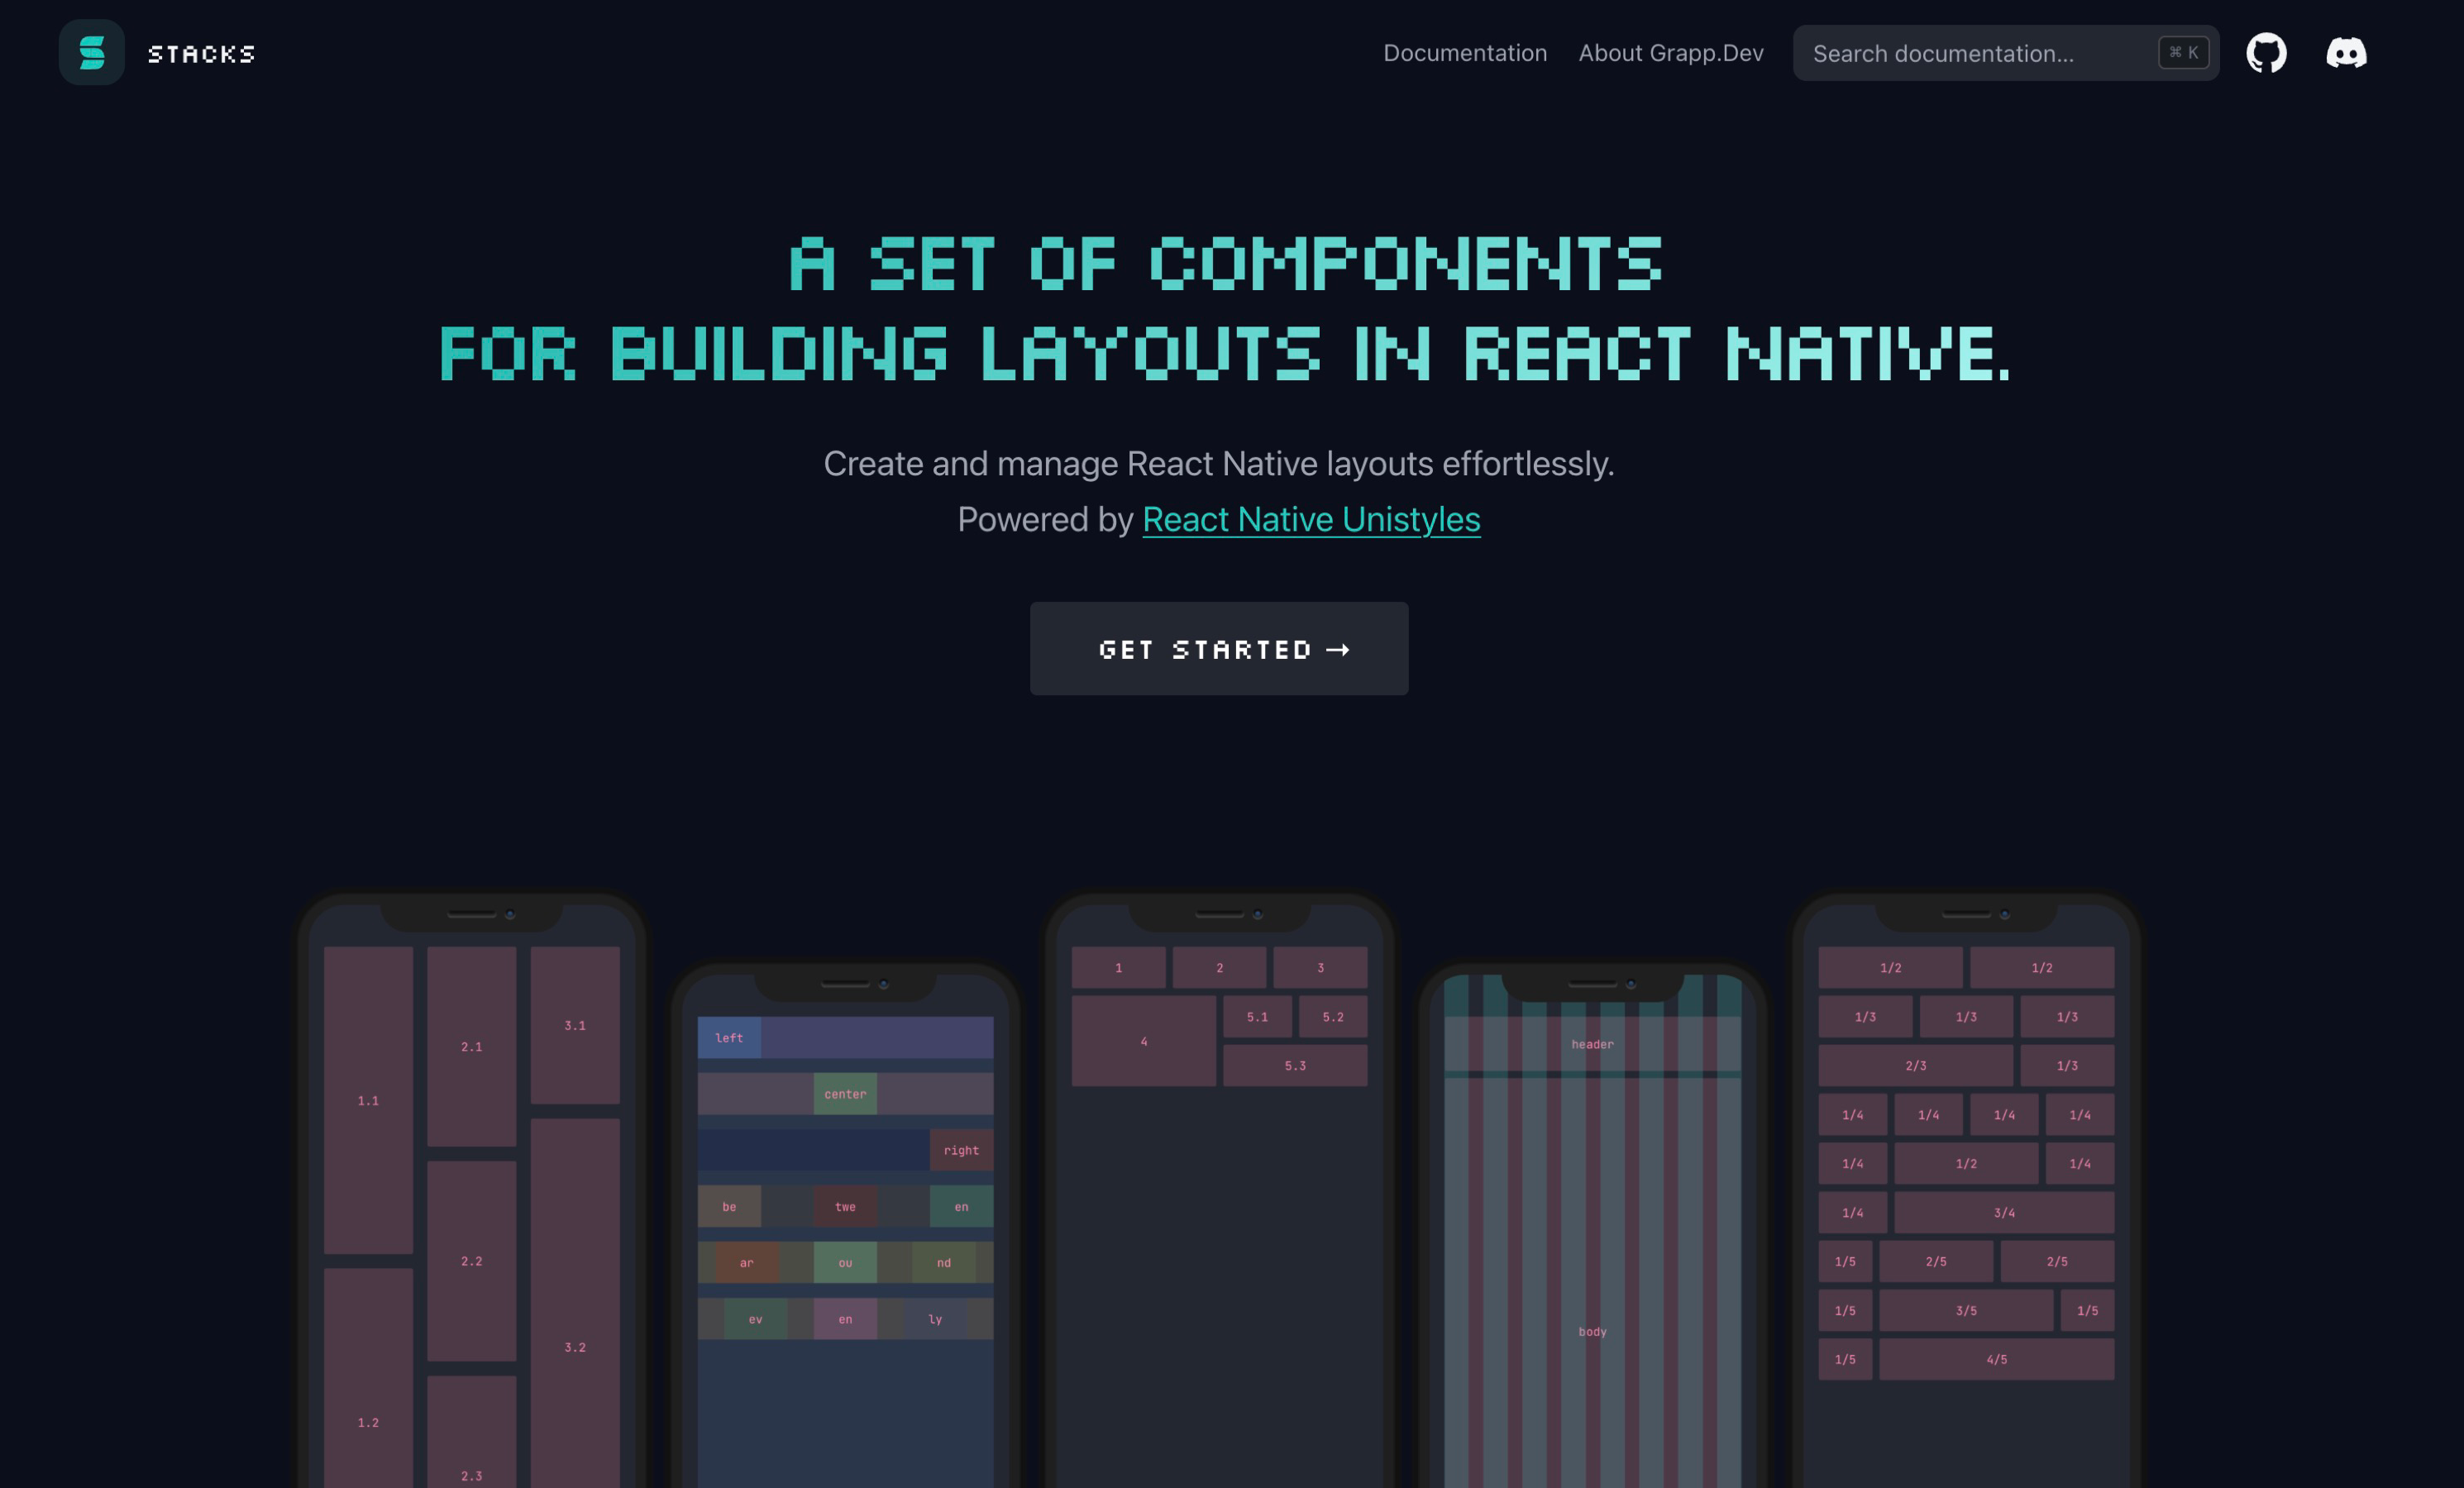 STACKS
Documentation
About Grapp.Dev
Search documentation...
⌘ K
A SET OF COMPONENTS
FOR BUILDING LAYOUTS IN REACT NATIVE.
Create and manage React Native layouts effortlessly.
Powered by React Native Unistyles
GET STARTED →
1.1
1.2
2.1
2.2
2.3
3.1
3.2
left
center
right
be twe en
ar ou nd
ev en ly
1 2 3
4
5.1 5.2
5.3
header
body
1/2 1/2
1/3 1/3 1/3
2/3 1/3
1/4 1/4 1/4 1/4
1/4 1/2 1/4
1/4 3/4
1/5 2/5 2/5
1/5 3/5 1/5
1/5 4/5